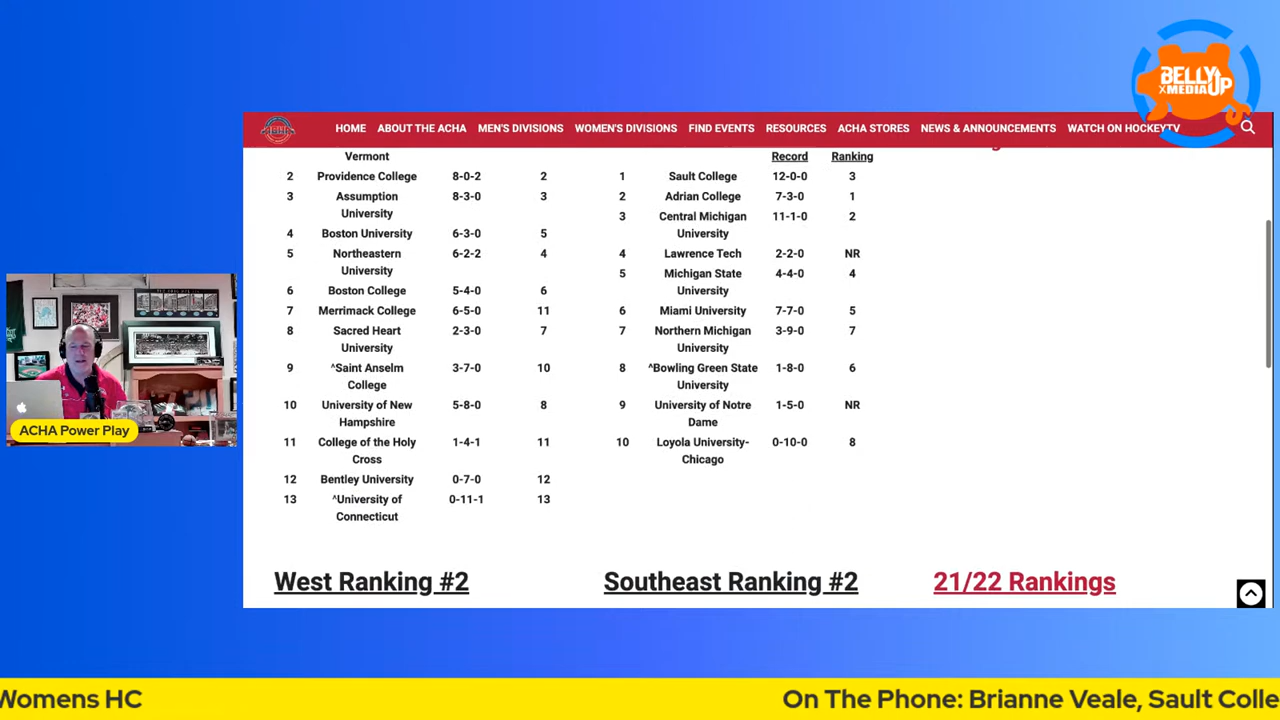 BELLY UP
x MEDIA
HOME ABOUT THE ACHA MEN'S DIVISIONS WOMEN'S DIVISIONS FIND EVENTS RESOURCES ACHA STORES NEWS & ANNOUNCEMENTS WATCH ON HOCKEYTV
ACHA
Vermont
2 Providence College 8-0-2 2
3 Assumption 8-3-0 3
University
4 Boston University 6-3-0 5
5 Northeastern 6-2-2 4
University
6 Boston College 5-4-0 6
7 Merrimack College 6-5-0 11
8 Sacred Heart 2-3-0 7
University
9 ^Saint Anselm 3-7-0 10
College
10 University of New 5-8-0 8
Hampshire
11 College of the Holy 1-4-1 11
Cross
12 Bentley University 0-7-0 12
13 ^University of 0-11-1 13
Connecticut
Record Ranking
1 Sault College 12-0-0 3
2 Adrian College 7-3-0 1
3 Central Michigan 11-1-0 2
University
4 Lawrence Tech 2-2-0 NR
5 Michigan State 4-4-0 4
University
6 Miami University 7-7-0 5
7 Northern Michigan 3-9-0 7
University
8 ^Bowling Green State 1-8-0 6
University
9 University of Notre 1-5-0 NR
Dame
10 Loyola University- 0-10-0 8
Chicago
West Ranking #2
Southeast Ranking #2
21/22 Rankings
ACHA Power Play
Womens HC
On The Phone: Brianne Veale, Sault Colle